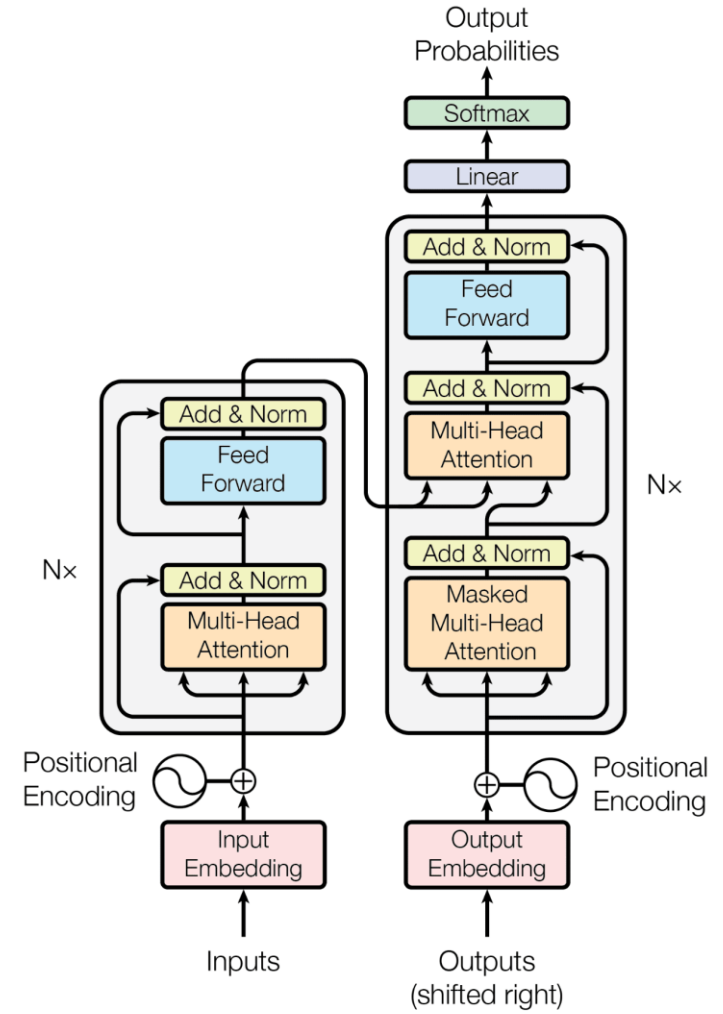 Output
Probabilities
Softmax
Linear
Add & Norm
Feed
Forward
Add & Norm
Multi-Head
Attention
Nx
Add & Norm
Masked
Multi-Head
Attention
Add & Norm
Feed
Forward
Nx
Add & Norm
Multi-Head
Attention
Positional
Encoding
Positional
Encoding
Input
Embedding
Output
Embedding
Inputs
Outputs
(shifted right)